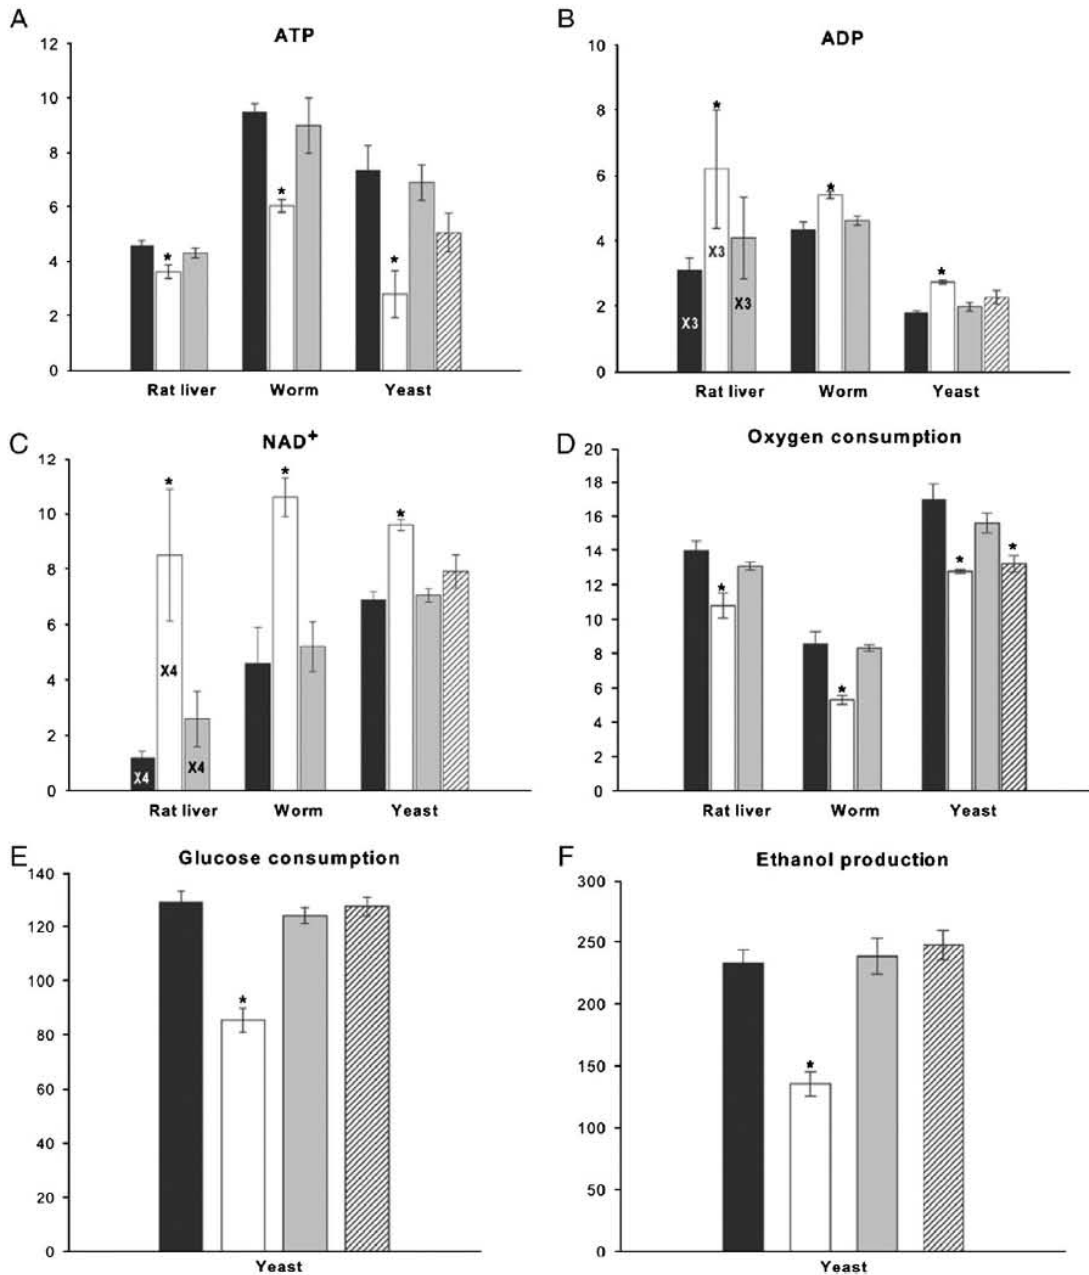 A
ATP
12
10
8
6
4
2
0
*
*
*
Rat liver Worm Yeast
B
ADP
10
8
6
4
2
0
*
*
*
X3
X3
X3
Rat liver Worm Yeast
C
NAD+
12
10
8
6
4
2
0
*
*
*
X4
X4
X4
Rat liver Worm Yeast
D
Oxygen consumption
20
18
16
14
12
10
8
6
4
2
0
*
*
*
*
Rat liver Worm Yeast
E
Glucose consumption
140
120
100
80
60
40
20
0
*
Yeast
F
Ethanol production
300
250
200
150
100
50
0
*
Yeast